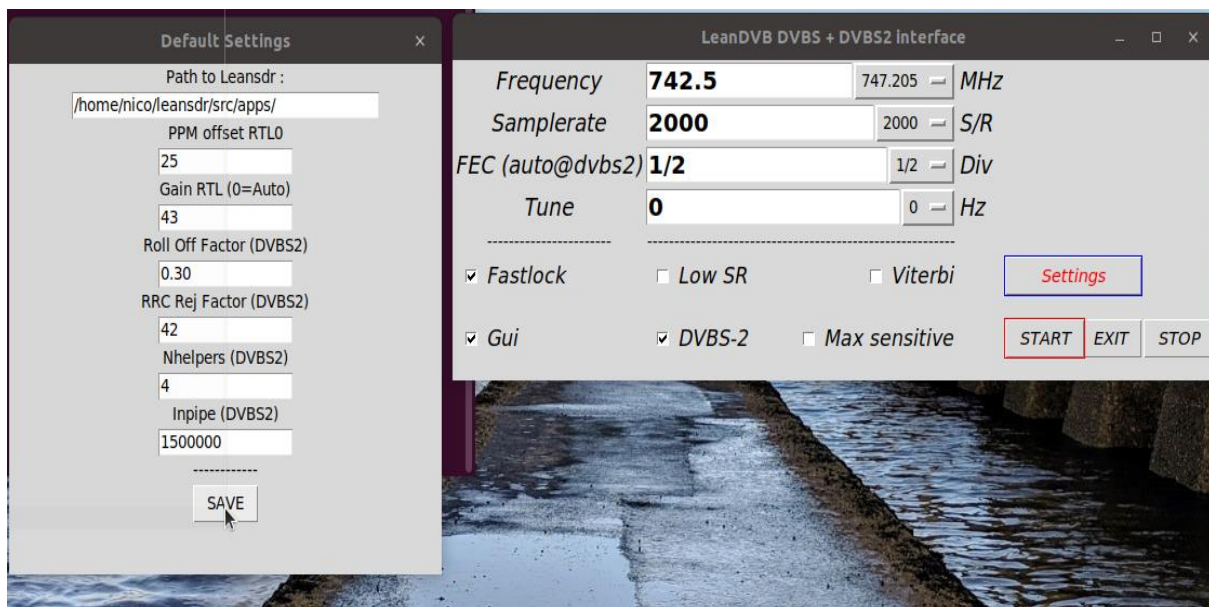 Default Settings
x
Path to Leansdr :
/home/nico/leansdr/src/apps/
PPM offset RTL0
25
Gain RTL (0=Auto)
43
Roll Off Factor (DVBS2)
0.30
RRC Rej Factor (DVBS2)
42
Nhelpers (DVBS2)
4
Inpipe (DVBS2)
1500000
------------
SAVE
LeanDVB DVBS + DVBS2 interface
Frequency 742.5 747.205 MHz
Samplerate 2000 2000 S/R
FEC (auto@dvbs2) 1/2 1/2 Div
Tune 0 0 Hz
Fastlock Low SR Viterbi Settings
Gui DVBS-2 Max sensitive START EXIT STOP